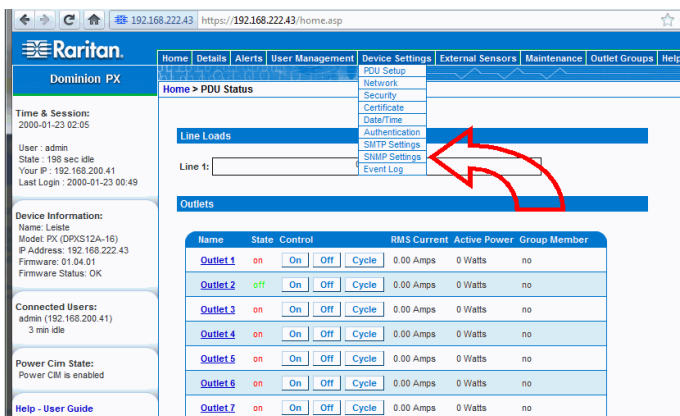 192.168.222.43 https://192.168.222.43/home.asp
Raritan.
Dominion PX
Home Details Alerts User Management Device Settings External Sensors Maintenance Outlet Groups Help
PDU Setup
Network
Security
Certificate
Date/Time
Authentication
SMTP Settings
SNMP Settings
Event Log
Home > PDU Status
Time & Session:
2000-01-23 02:05
User : admin
State : 198 sec idle
Your IP : 192.168.200.41
Last Login : 2000-01-23 00:49
Device Information:
Name: Leiste
Model: PX (DPXS12A-16)
IP Address: 192.168.222.43
Firmware: 01.04.01
Firmware Status: OK
Connected Users:
admin (192.168.200.41)
3 min idle
Power Cim State:
Power CIM is enabled
Help - User Guide
Line Loads
Line 1:
Outlets
Name State Control RMS Current Active Power Group Member
Outlet 1 on On Off Cycle 0.00 Amps 0 Watts no
Outlet 2 off On Off Cycle 0.00 Amps 0 Watts no
Outlet 3 on On Off Cycle 0.00 Amps 0 Watts no
Outlet 4 on On Off Cycle 0.00 Amps 0 Watts no
Outlet 5 on On Off Cycle 0.00 Amps 0 Watts no
Outlet 6 on On Off Cycle 0.00 Amps 0 Watts no
Outlet 7 on On Off Cycle 0.00 Amps 0 Watts no